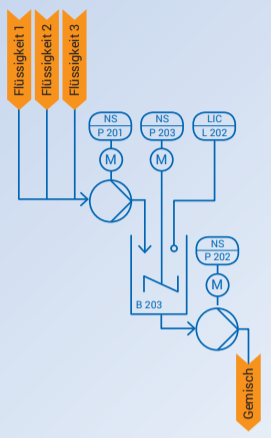 Flüssigkeit 1
Flüssigkeit 2
Flüssigkeit 3
NS
P 201
NS
P 203
LIC
L 202
M
M
NS
P 202
M
B 203
Gemisch